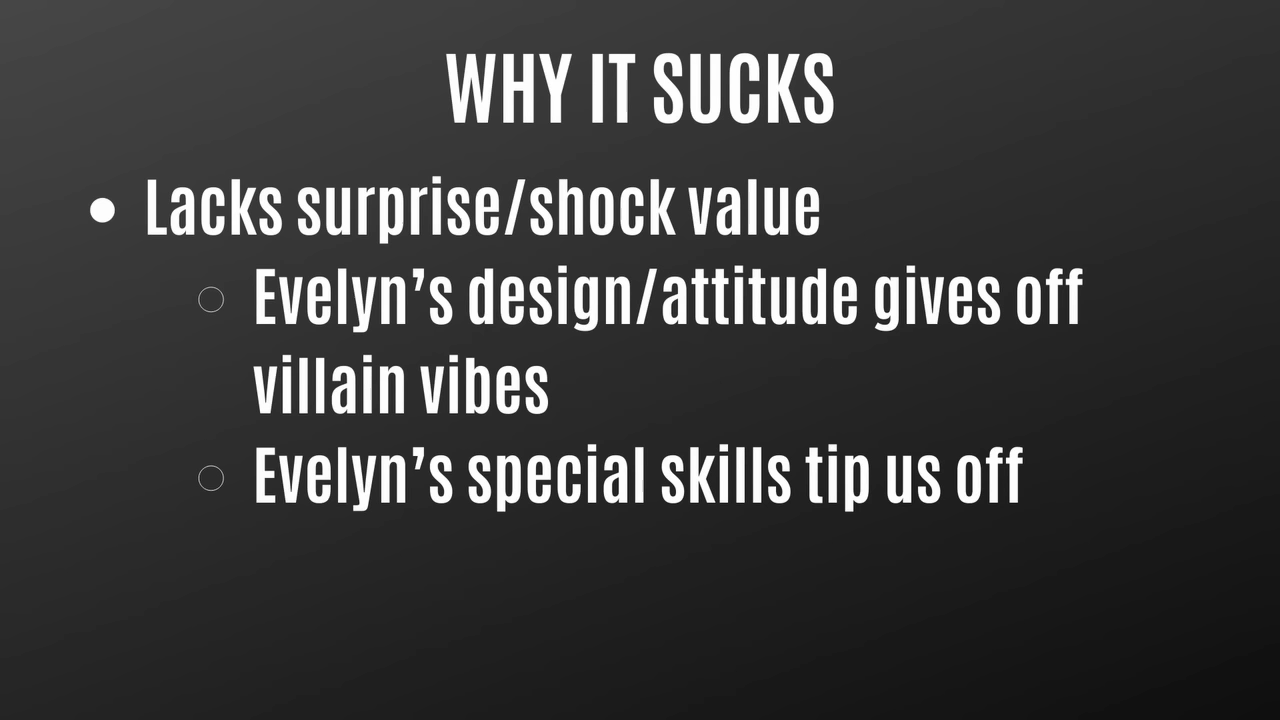 WHY IT SUCKS
Lacks surprise/shock value
Evelyn’s design/attitude gives off
villain vibes
Evelyn’s special skills tip us off